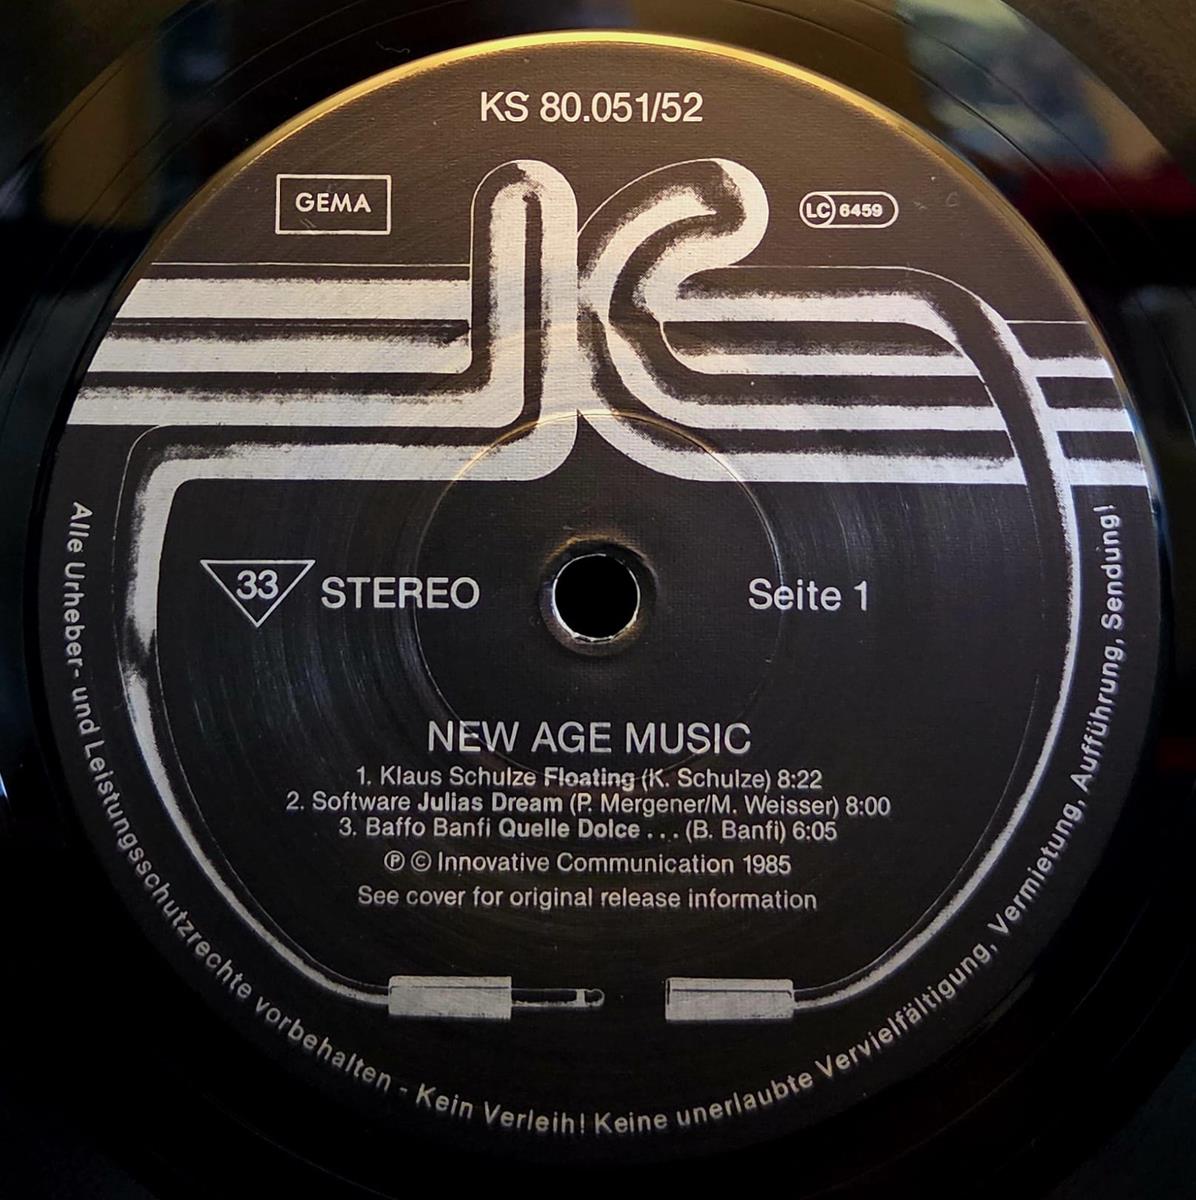 KS 80.051/52
GEMA
LC 6459
33 STEREO
Seite 1
NEW AGE MUSIC
1. Klaus Schulze Floating (K. Schulze) 8:22
2. Software Julias Dream (P. Mergener/M. Weisser) 8:00
3. Baffo Banfi Quelle Dolce . . . (B. Banfi) 6:05
Ⓟ © Innovative Communication 1985
See cover for original release information
Alle Urheber- und Leistungsschutzrechte vorbehalten - Kein Verleih! Keine unerlaubte Vervielfältigung, Vermietung, Aufführung, Sendung!